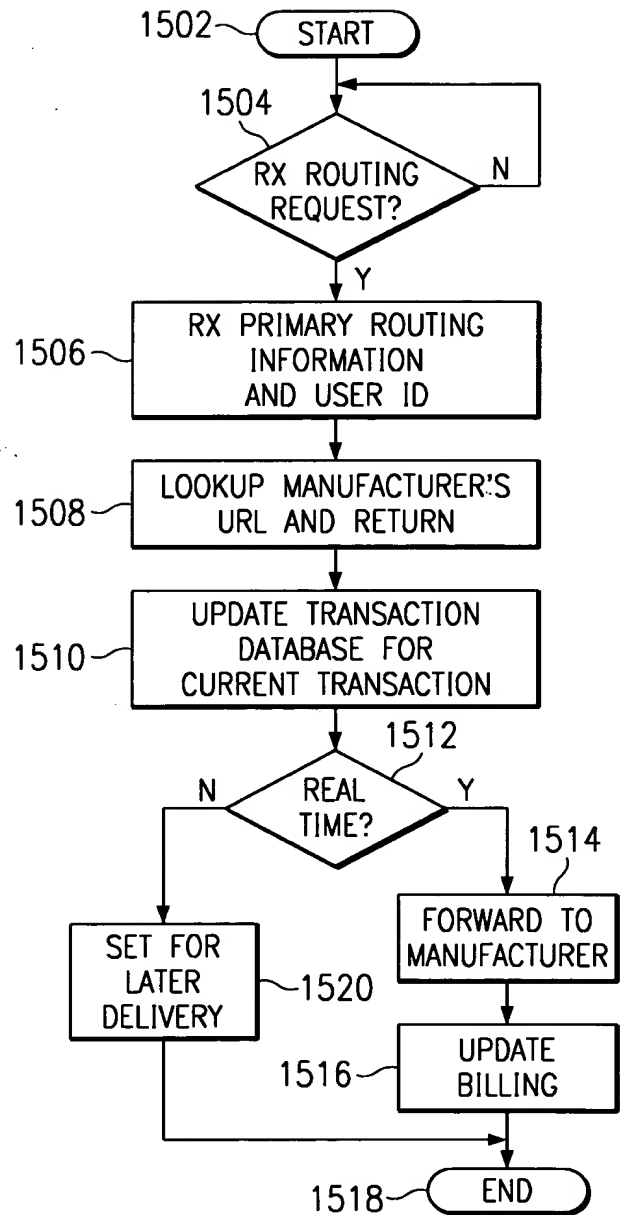 1502
START
1504
RX ROUTING
REQUEST?
N
Y
1506
RX PRIMARY ROUTING
INFORMATION
AND USER ID
1508
LOOKUP MANUFACTURER'S
URL AND RETURN
1510
UPDATE TRANSACTION
DATABASE FOR
CURRENT TRANSACTION
1512
N
REAL
TIME?
Y
1514
FORWARD TO
MANUFACTURER
SET FOR
LATER
DELIVERY
1520
1516
UPDATE
BILLING
1518
END